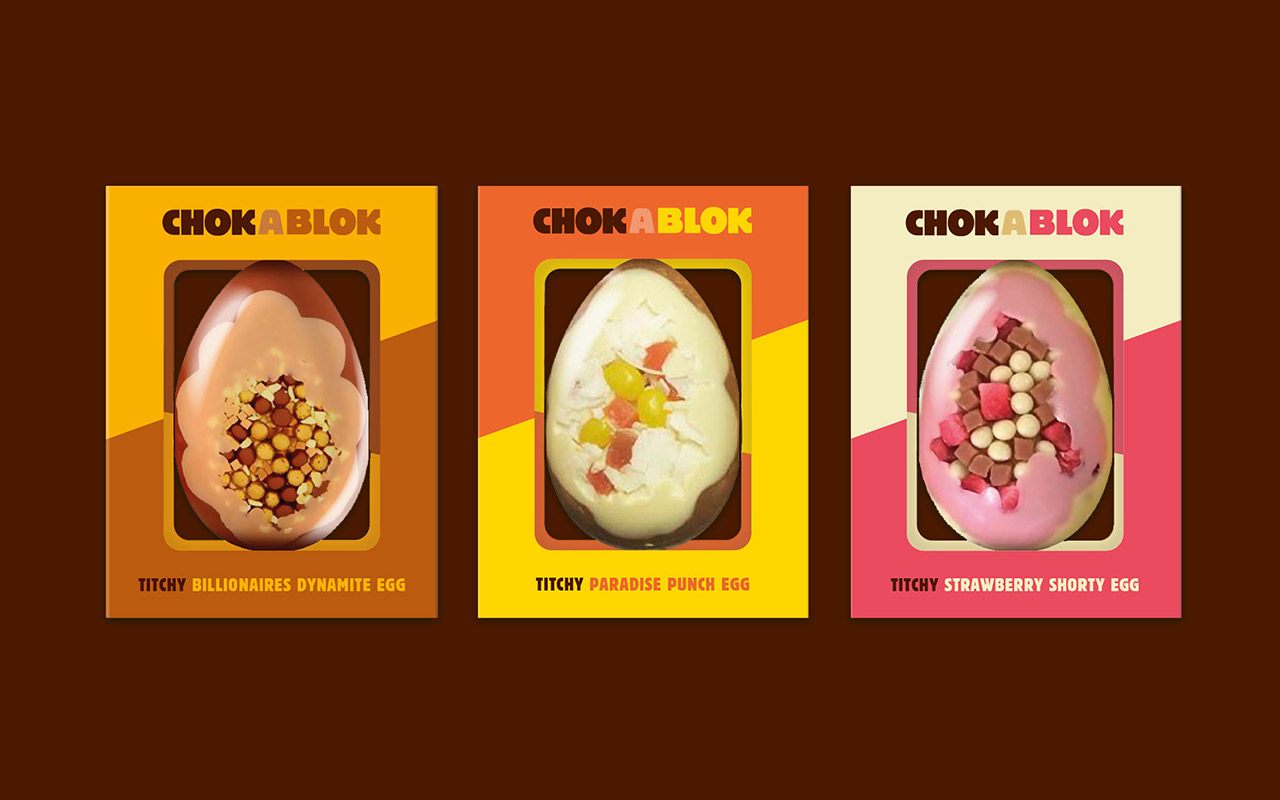 CHOKABLOK
TITCHY BILLIONAIRES DYNAMITE EGG
CHOKABLOK
TITCHY PARADISE PUNCH EGG
CHOKABLOK
TITCHY STRAWBERRY SHORTY EGG